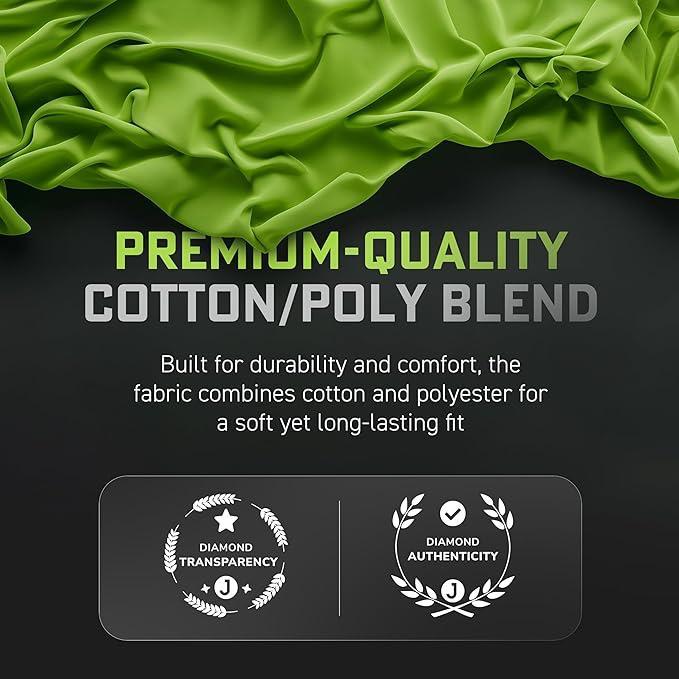 PREMIUM-QUALITY
COTTON/POLY BLEND
Built for durability and comfort, the
fabric combines cotton and polyester for
a soft yet long-lasting fit
DIAMOND
TRANSPARENCY
J
DIAMOND
AUTHENTICITY
J